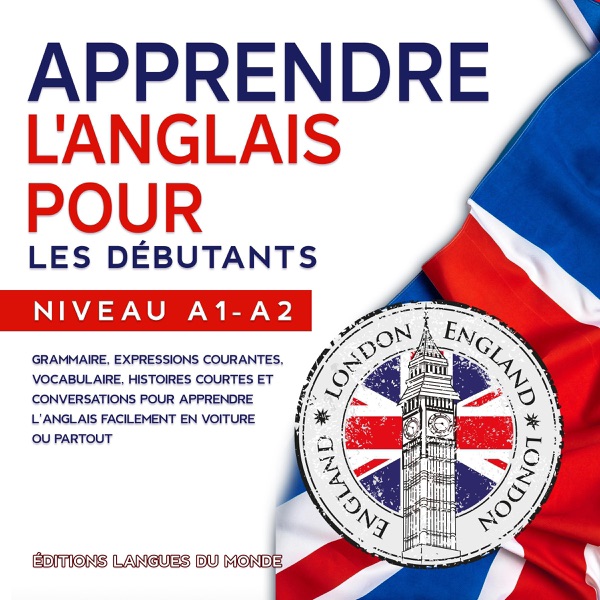 APPRENDRE
L'ANGLAIS
POUR
LES DÉBUTANTS
NIVEAU A1-A2
GRAMMAIRE, EXPRESSIONS COURANTES,
VOCABULAIRE, HISTOIRES COURTES ET
CONVERSATIONS POUR APPRENDRE
L'ANGLAIS FACILEMENT EN VOITURE
OU PARTOUT
LONDON ENGLAND
ENGLAND LONDON
ÉDITIONS LANGUES DU MONDE